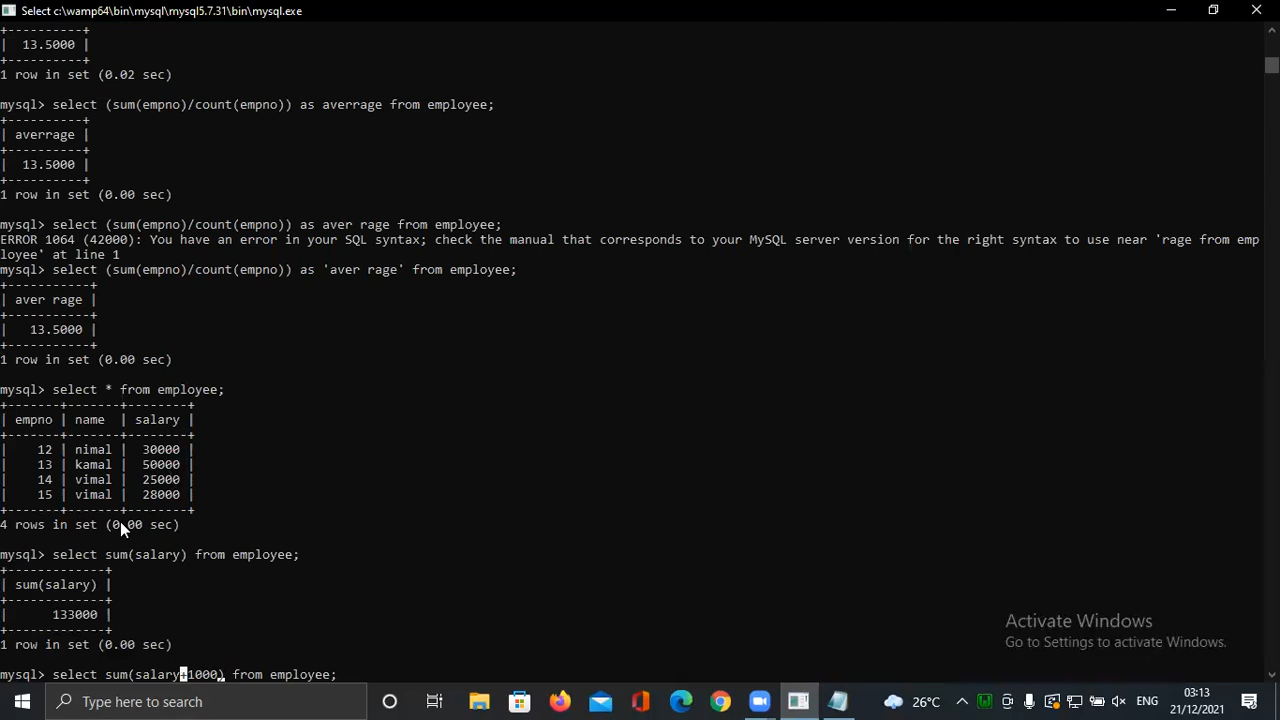 Select c:\wamp64\bin\mysql\mysql5.7.31\bin\mysql.exe
+----------+
|  13.5000 |
+----------+
1 row in set (0.02 sec)
mysql> select (sum(empno)/count(empno)) as averrage from employee;
+----------+
| averrage |
+----------+
|  13.5000 |
+----------+
1 row in set (0.00 sec)
mysql> select (sum(empno)/count(empno)) as aver rage from employee;
ERROR 1064 (42000): You have an error in your SQL syntax; check the manual that corresponds to your MySQL server version for the right syntax to use near 'rage from emp
loyee' at line 1
mysql> select (sum(empno)/count(empno)) as 'aver rage' from employee;
+-----------+
| aver rage |
+-----------+
|   13.5000 |
+-----------+
1 row in set (0.00 sec)
mysql> select * from employee;
+-------+-------+--------+
| empno | name  | salary |
+-------+-------+--------+
|    12 | nimal |  30000 |
|    13 | kamal |  50000 |
|    14 | vimal |  25000 |
|    15 | vimal |  28000 |
+-------+-------+--------+
4 rows in set (0.00 sec)
mysql> select sum(salary) from employee;
+-------------+
| sum(salary) |
+-------------+
|      133000 |
+-------------+
1 row in set (0.00 sec)
mysql> select sum(salary+1000) from employee;
Activate Windows
Go to Settings to activate Windows.
Type here to search
26°C
ENG
03:13
21/12/2021